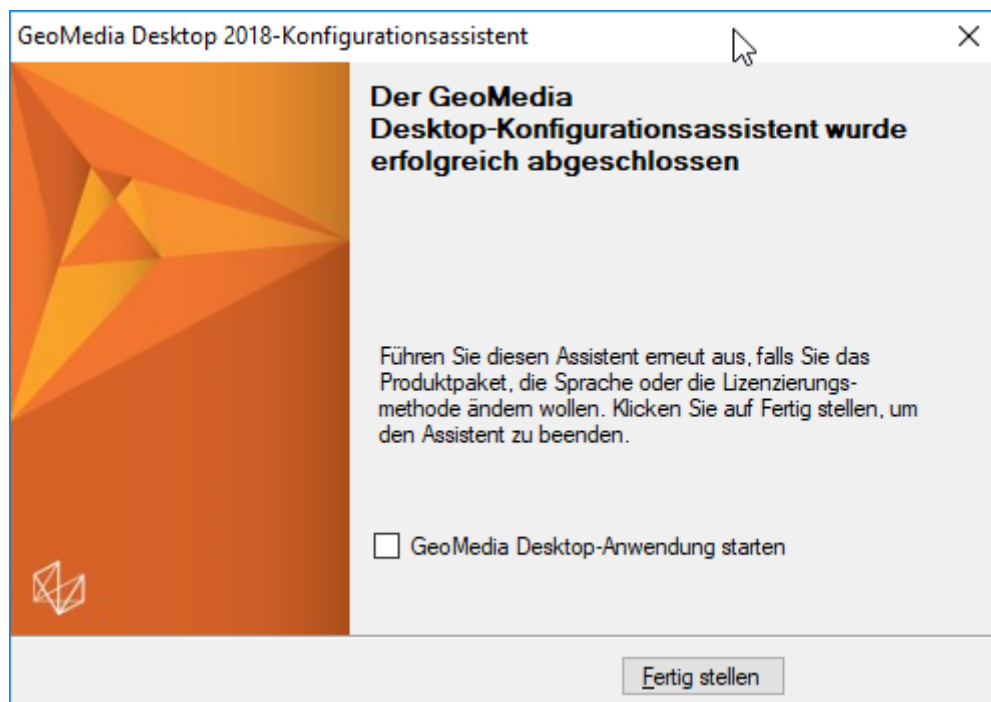 GeoMedia Desktop 2018-Konfigurationsassistent
Der GeoMedia
Desktop-Konfigurationsassistent wurde
erfolgreich abgeschlossen
Führen Sie diesen Assistent erneut aus, falls Sie das
Produktpaket, die Sprache oder die Lizenzierungs-
methode ändern wollen. Klicken Sie auf Fertig stellen, um
den Assistent zu beenden.
GeoMedia Desktop-Anwendung starten
Fertig stellen